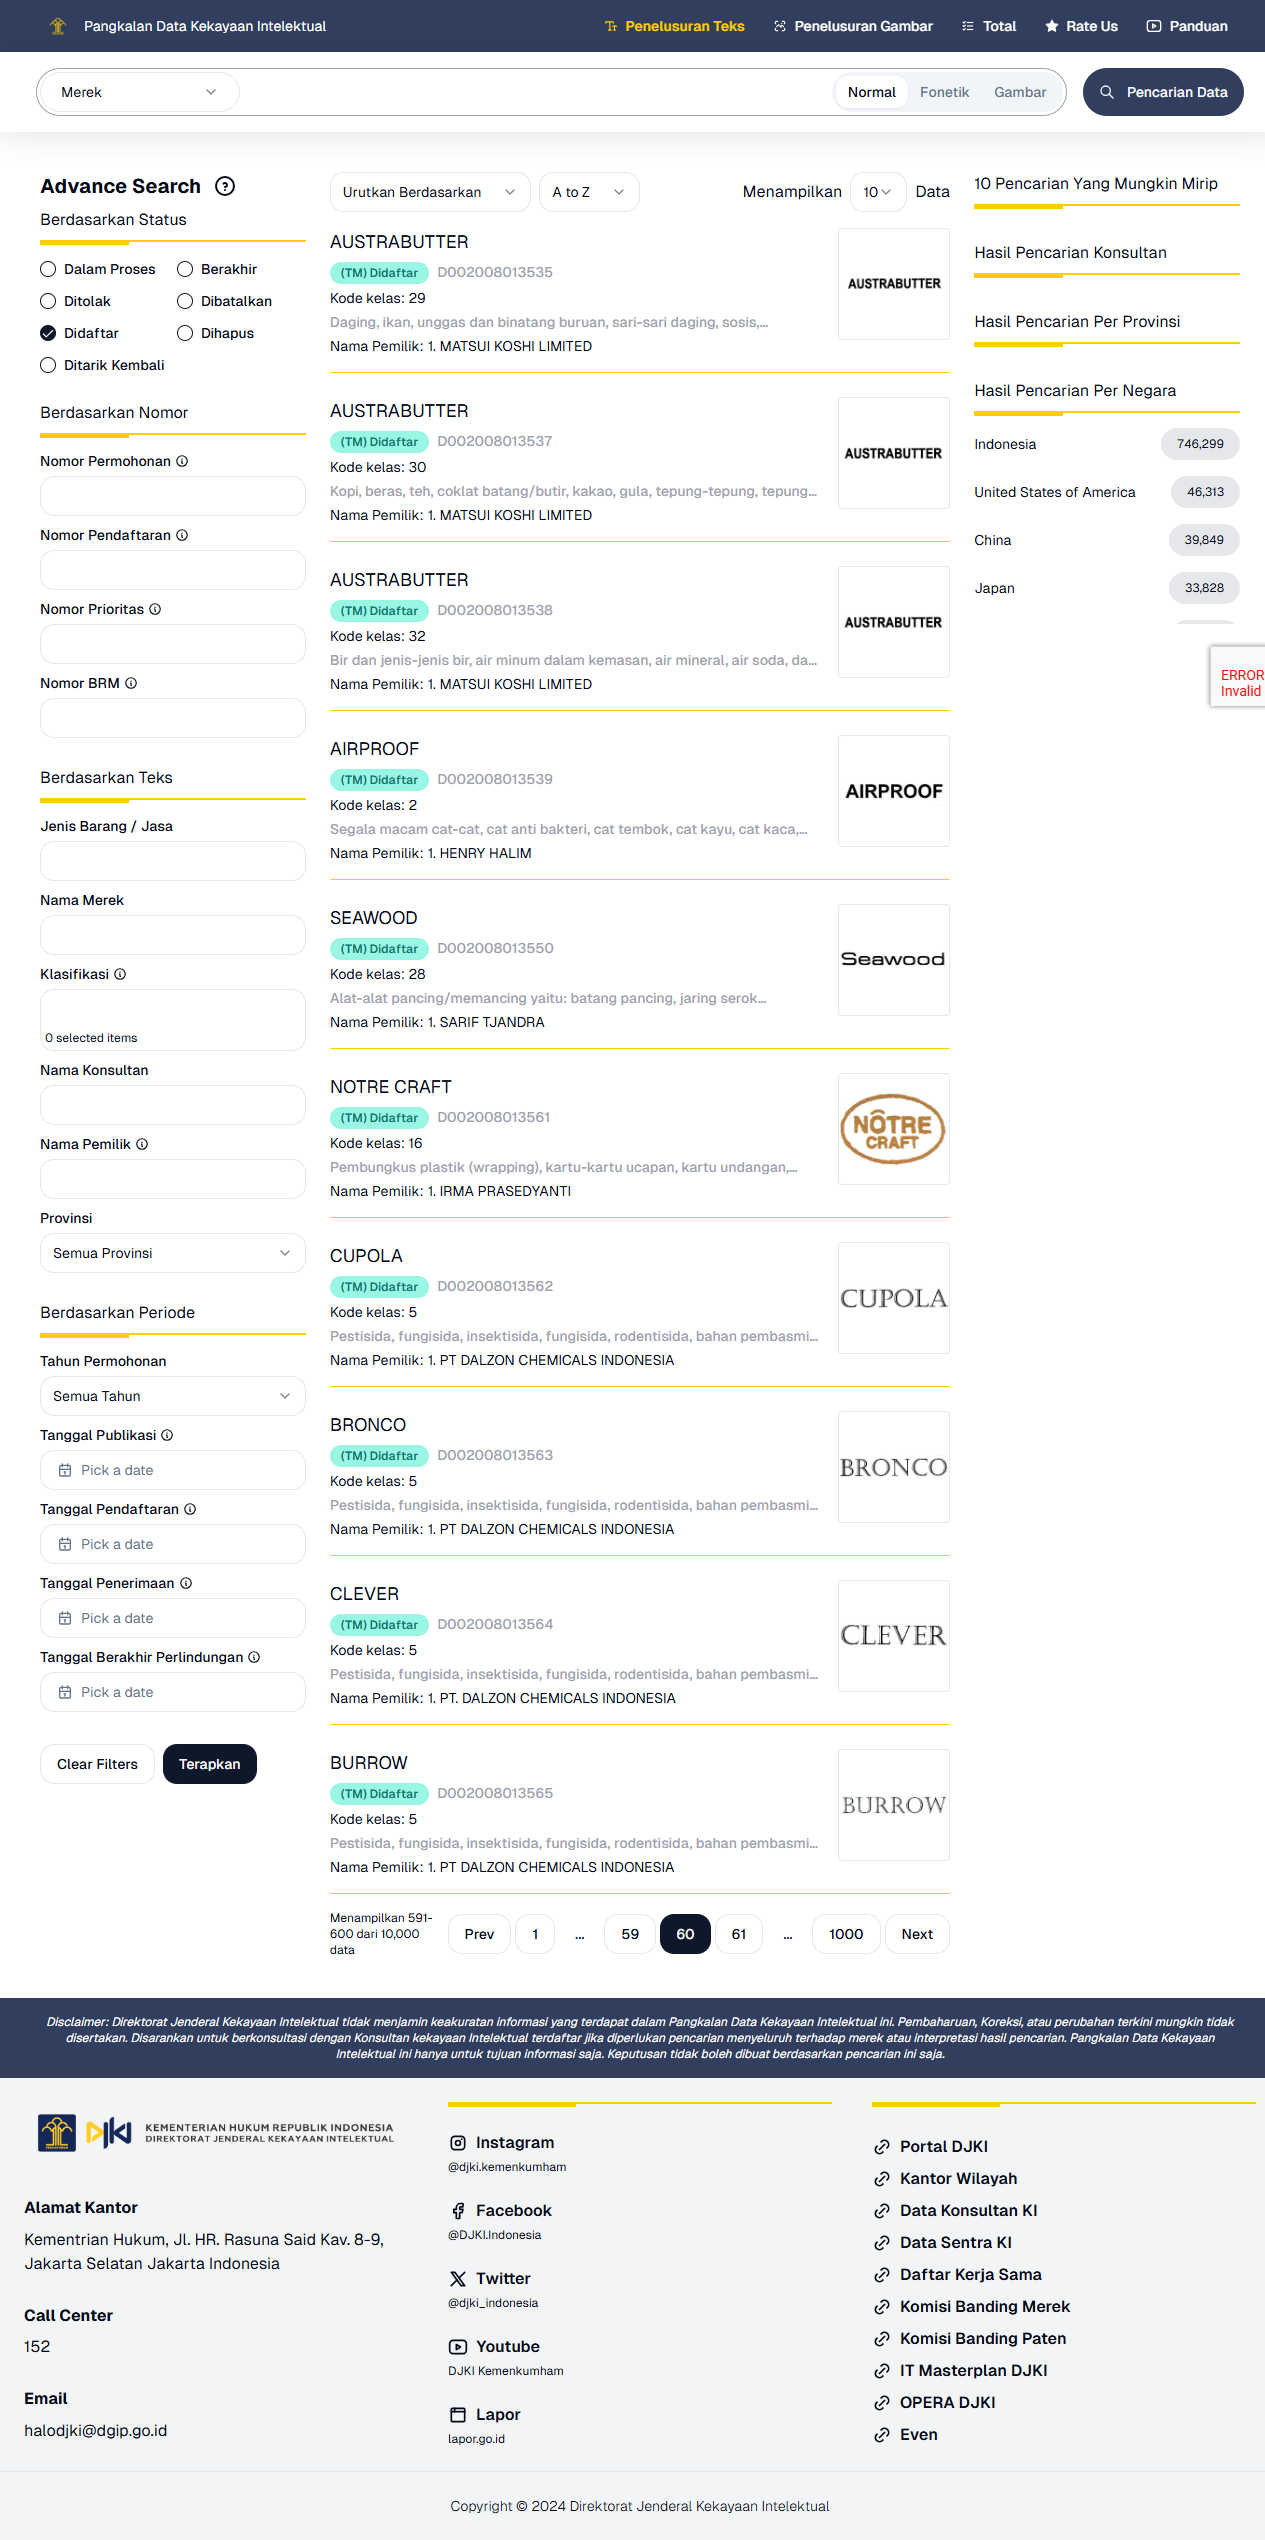 Pangkalan Data Kekayaan Intelektual
Penelusuran Teks
Penelusuran Gambar
Total
Rate Us
Panduan
Merek
Normal
Fonetik
Gambar
Pencarian Data
Advance Search
Berdasarkan Status
Dalam Proses
Berakhir
Ditolak
Dibatalkan
Didaftar
Dihapus
Ditarik Kembali
Berdasarkan Nomor
Nomor Permohonan
Nomor Pendaftaran
Nomor Prioritas
Nomor BRM
Berdasarkan Teks
Jenis Barang / Jasa
Nama Merek
Klasifikasi
0 selected items
Nama Konsultan
Nama Pemilik
Provinsi
Semua Provinsi
Berdasarkan Periode
Tahun Permohonan
Semua Tahun
Tanggal Publikasi
Pick a date
Tanggal Pendaftaran
Pick a date
Tanggal Penerimaan
Pick a date
Tanggal Berakhir Perlindungan
Pick a date
Clear Filters
Terapkan
Urutkan Berdasarkan
A to Z
Menampilkan
10
Data
AUSTRABUTTER
(TM) Didaftar
D002008013535
Kode kelas: 29
Daging, ikan, unggas dan binatang buruan, sari-sari daging, sosis,...
Nama Pemilik: 1. MATSUI KOSHI LIMITED
AUSTRABUTTER
AUSTRABUTTER
(TM) Didaftar
D002008013537
Kode kelas: 30
Kopi, beras, teh, coklat batang/butir, kakao, gula, tepung-tepung, tepung...
Nama Pemilik: 1. MATSUI KOSHI LIMITED
AUSTRABUTTER
AUSTRABUTTER
(TM) Didaftar
D002008013538
Kode kelas: 32
Bir dan jenis-jenis bir, air minum dalam kemasan, air mineral, air soda, da...
Nama Pemilik: 1. MATSUI KOSHI LIMITED
AUSTRABUTTER
AIRPROOF
(TM) Didaftar
D002008013539
Kode kelas: 2
Segala macam cat-cat, cat anti bakteri, cat tembok, cat kayu, cat kaca,...
Nama Pemilik: 1. HENRY HALIM
AIRPROOF
SEAWOOD
(TM) Didaftar
D002008013550
Kode kelas: 28
Alat-alat pancing/memancing yaitu: batang pancing, jaring serok...
Nama Pemilik: 1. SARIF TJANDRA
Seawood
NOTRE CRAFT
(TM) Didaftar
D002008013561
Kode kelas: 16
Pembungkus plastik (wrapping), kartu-kartu ucapan, kartu undangan,...
Nama Pemilik: 1. IRMA PRASEDYANTI
NÔTRE
CRAFT
CUPOLA
(TM) Didaftar
D002008013562
Kode kelas: 5
Pestisida, fungisida, insektisida, fungisida, rodentisida, bahan pembasmi...
Nama Pemilik: 1. PT DALZON CHEMICALS INDONESIA
CUPOLA
BRONCO
(TM) Didaftar
D002008013563
Kode kelas: 5
Pestisida, fungisida, insektisida, fungisida, rodentisida, bahan pembasmi...
Nama Pemilik: 1. PT DALZON CHEMICALS INDONESIA
BRONCO
CLEVER
(TM) Didaftar
D002008013564
Kode kelas: 5
Pestisida, fungisida, insektisida, fungisida, rodentisida, bahan pembasmi...
Nama Pemilik: 1. PT. DALZON CHEMICALS INDONESIA
CLEVER
BURROW
(TM) Didaftar
D002008013565
Kode kelas: 5
Pestisida, fungisida, insektisida, fungisida, rodentisida, bahan pembasmi...
Nama Pemilik: 1. PT DALZON CHEMICALS INDONESIA
BURROW
Menampilkan 591-
600 dari 10,000
data
Prev
1
...
59
60
61
...
1000
Next
10 Pencarian Yang Mungkin Mirip
Hasil Pencarian Konsultan
Hasil Pencarian Per Provinsi
Hasil Pencarian Per Negara
Indonesia
746,299
United States of America
46,313
China
39,849
Japan
33,828
ERROR
Invalid
Disclaimer: Direktorat Jenderal Kekayaan Intelektual tidak menjamin keakuratan informasi yang terdapat dalam Pangkalan Data Kekayaan Intelektual ini. Pembaharuan, Koreksi, atau perubahan terkini mungkin tidak
disertakan. Disarankan untuk berkonsultasi dengan Konsultan kekayaan Intelektual terdaftar jika diperlukan pencarian menyeluruh terhadap merek atau interpretasi hasil pencarian. Pangkalan Data Kekayaan
Intelektual ini hanya untuk tujuan informasi saja. Keputusan tidak boleh dibuat berdasarkan pencarian ini saja.
KEMENTERIAN HUKUM REPUBLIK INDONESIA
DIREKTORAT JENDERAL KEKAYAAN INTELEKTUAL
Alamat Kantor
Kementrian Hukum, Jl. HR. Rasuna Said Kav. 8-9,
Jakarta Selatan Jakarta Indonesia
Call Center
152
Email
halodjki@dgip.go.id
Instagram
@djki.kemenkumham
Facebook
@DJKI.Indonesia
Twitter
@djki_indonesia
Youtube
DJKI Kemenkumham
Lapor
lapor.go.id
Portal DJKI
Kantor Wilayah
Data Konsultan KI
Data Sentra KI
Daftar Kerja Sama
Komisi Banding Merek
Komisi Banding Paten
IT Masterplan DJKI
OPERA DJKI
Even
Copyright © 2024 Direktorat Jenderal Kekayaan Intelektual